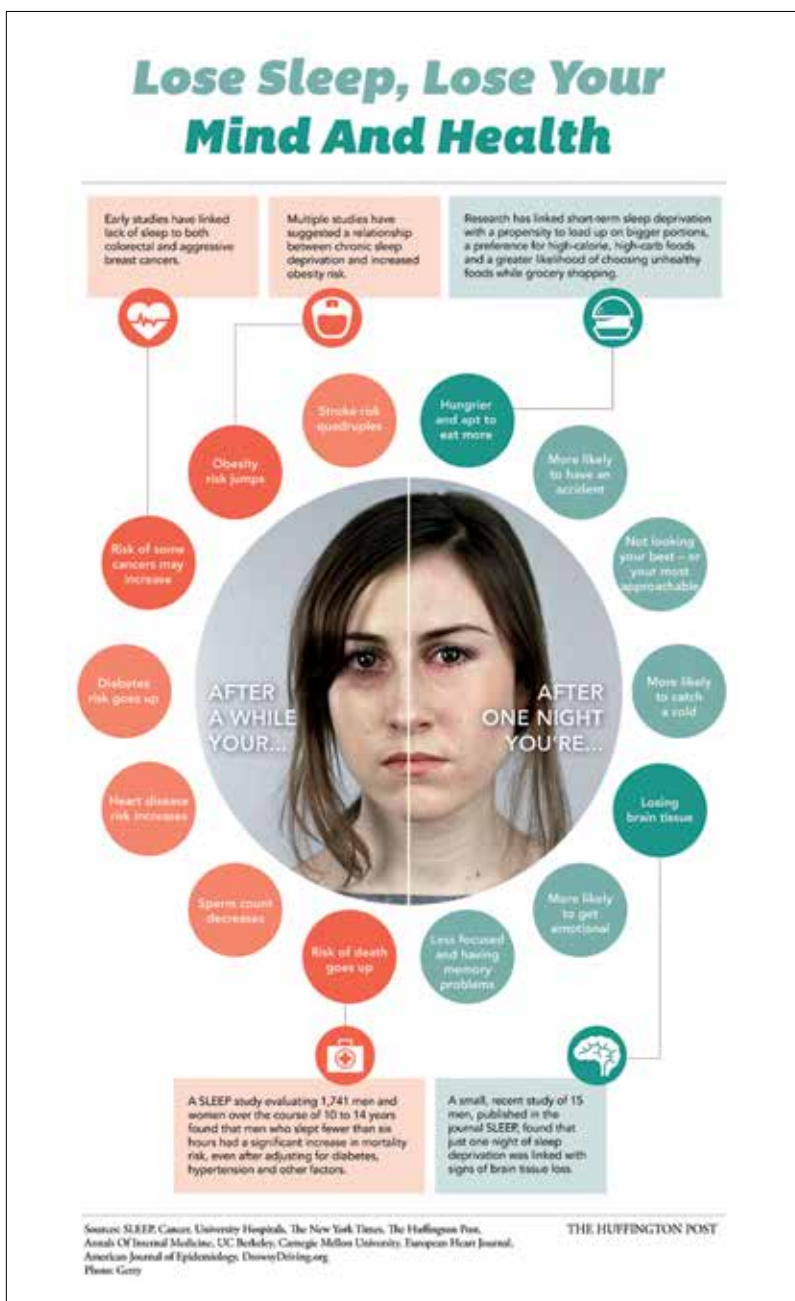 Lose Sleep, Lose Your
Mind And Health
Early studies have linked
lack of sleep to both
colorectal and aggressive
breast cancers.
Multiple studies have
suggested a relationship
between chronic sleep
deprivation and increased
obesity risk.
Research has linked short-term sleep deprivation
with a propensity to load up on bigger portions,
a preference for high-calorie, high-carb foods
and a greater likelihood of choosing unhealthy
foods while grocery shopping.
Stroke risk
quadruples
Obesity
risk jumps
Risk of some
cancers may
increase
Diabetes
risk goes up
Heart disease
risk increases
Sperm count
decreases
Risk of death
goes up
AFTER
A WHILE
YOUR...
AFTER
ONE NIGHT
YOU'RE...
Hungrier
and apt to
eat more
More likely
to have an
accident
Not looking
your best – or
your most
approachable
More likely
to catch
a cold
Losing
brain tissue
More likely
to get
emotional
Less focused
and having
memory
problems
A SLEEP study evaluating 1,741 men and
women over the course of 10 to 14 years
found that men who slept fewer than six
hours had a significant increase in mortality
risk, even after adjusting for diabetes,
hypertension and other factors.
A small, recent study of 15
men, published in the
journal SLEEP, found that
just one night of sleep
deprivation was linked with
signs of brain tissue loss.
Sources: SLEEP, Cancer, University Hospitals, The New York Times, The Huffington Post,
Annals Of Internal Medicine, UC Berkeley, Carnegie Mellon University, European Heart Journal,
American Journal of Epidemiology, DrowsyDriving.org
Photo: Getty
THE HUFFINGTON POST